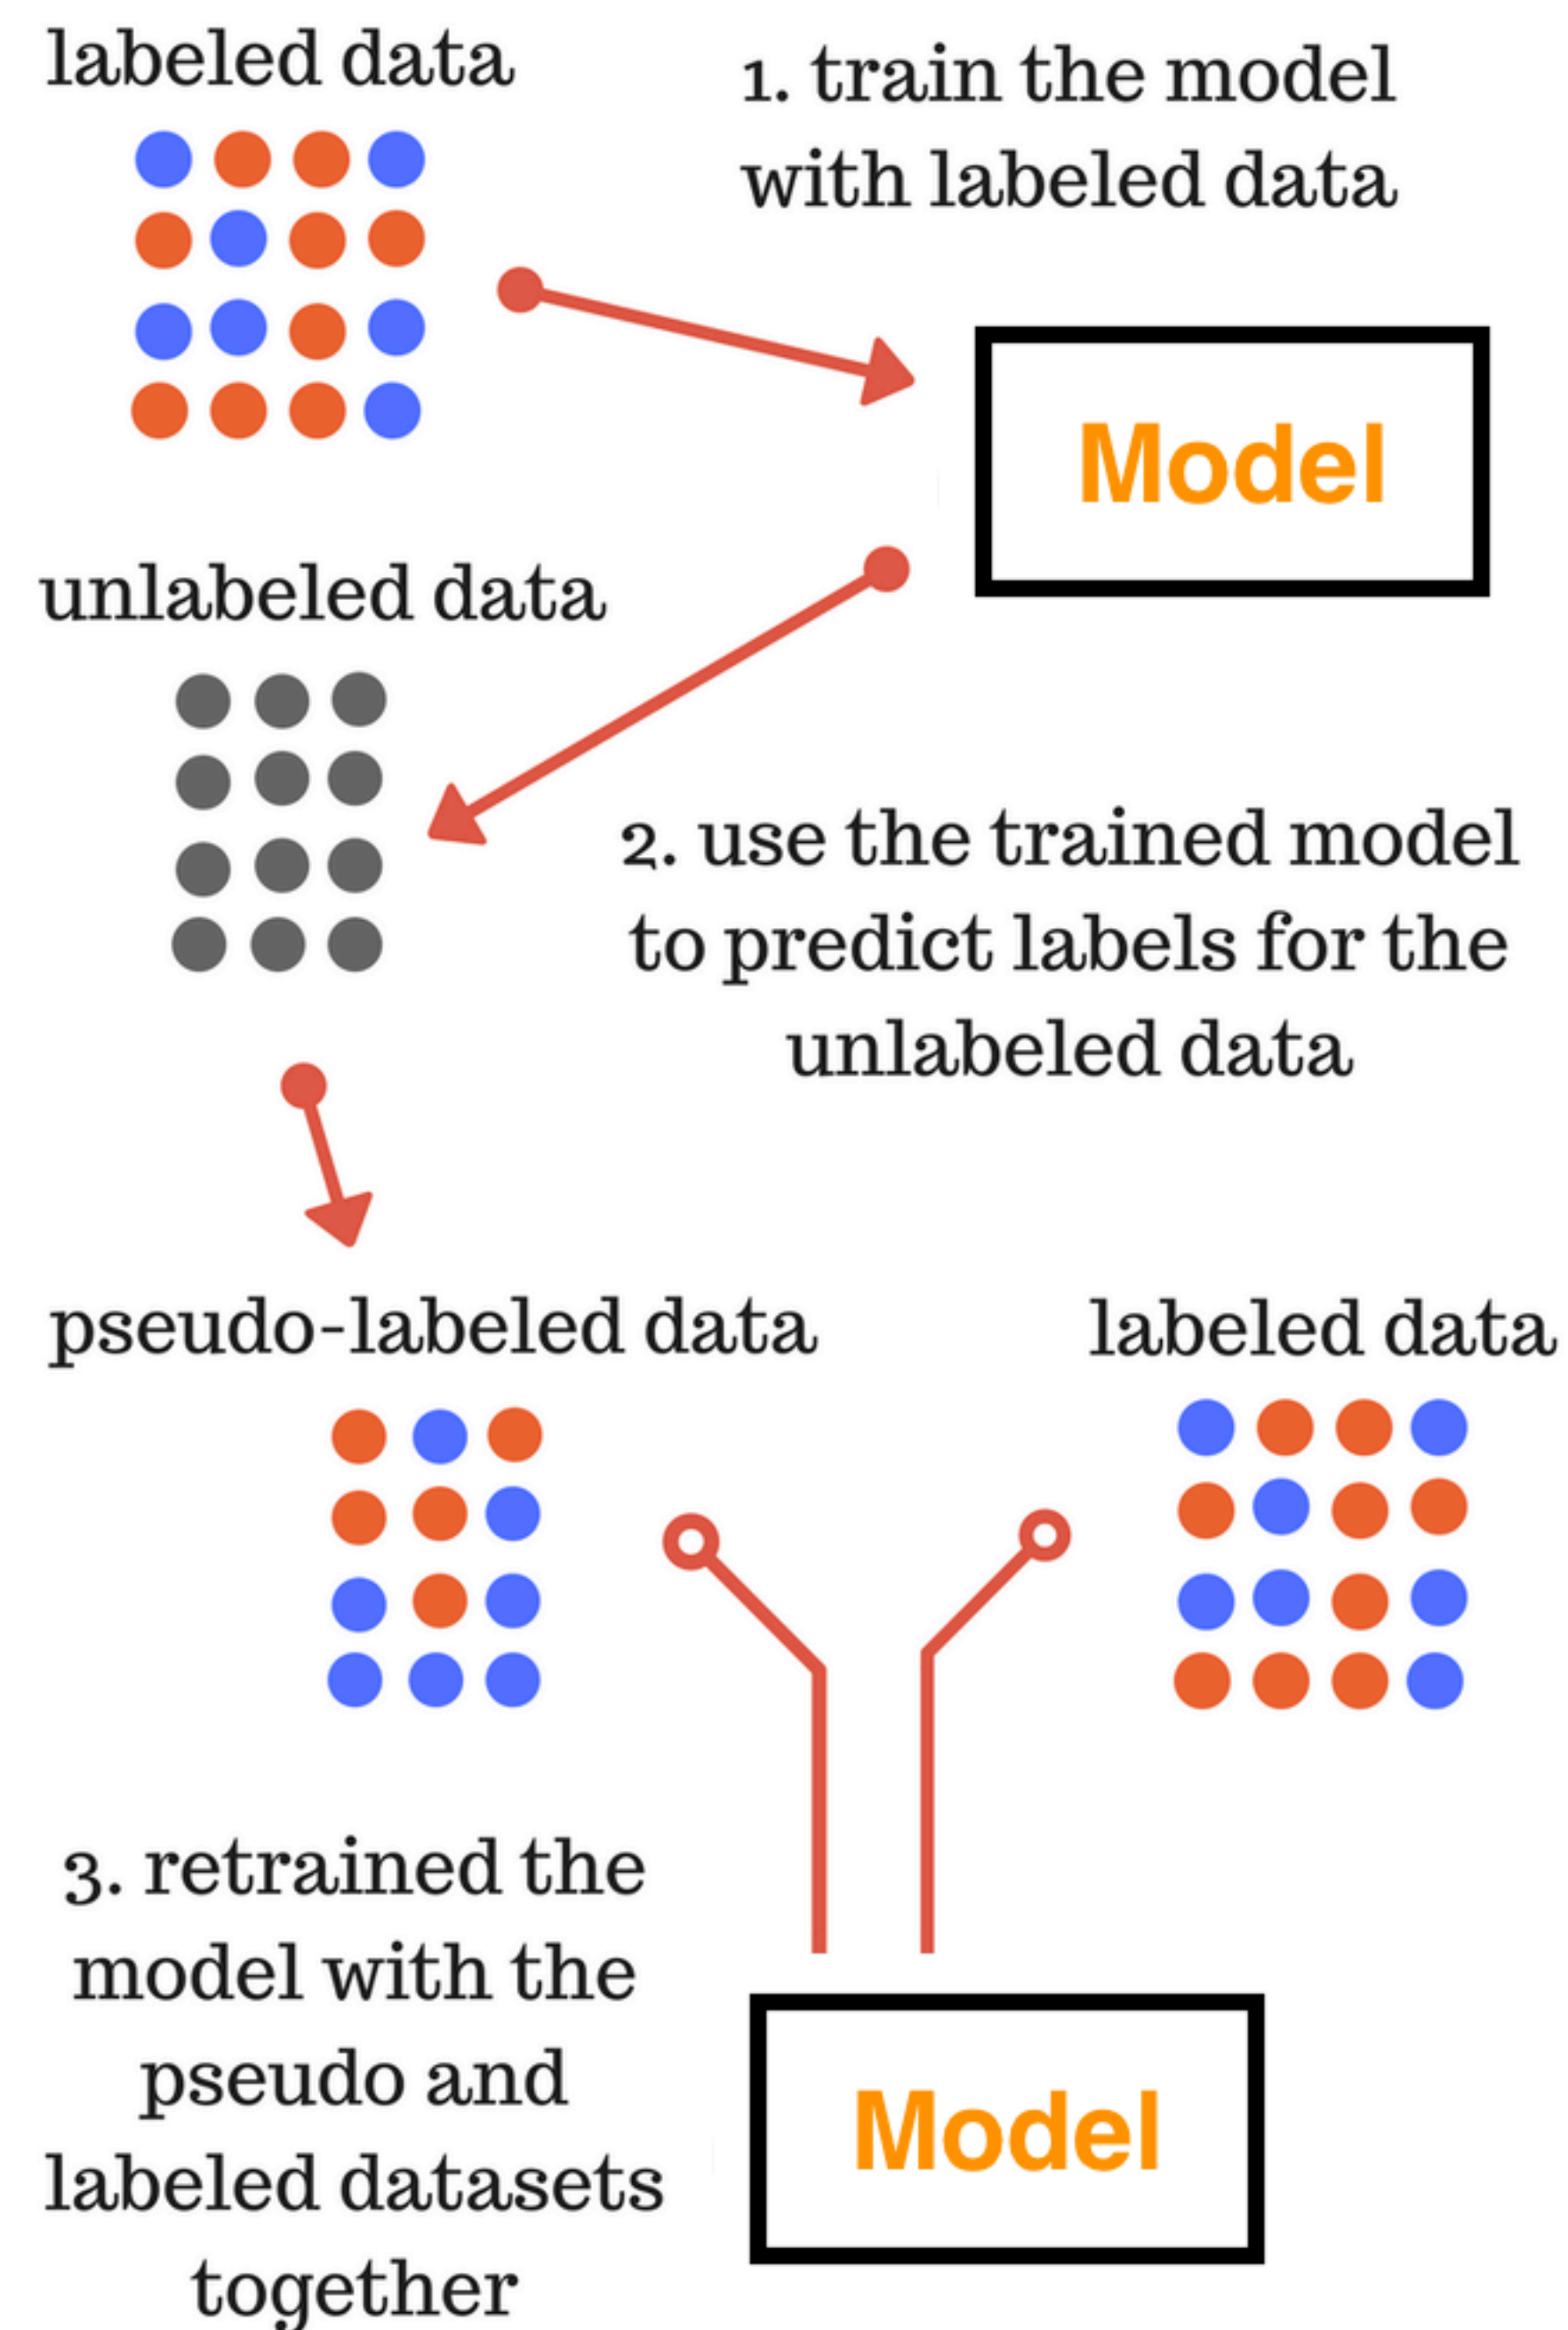 labeled data
1. train the model
with labeled data
Model
unlabeled data
2. use the trained model
to predict labels for the
unlabeled data
pseudo-labeled data
labeled data
3. retrained the
model with the
pseudo and
labeled datasets
together
Model